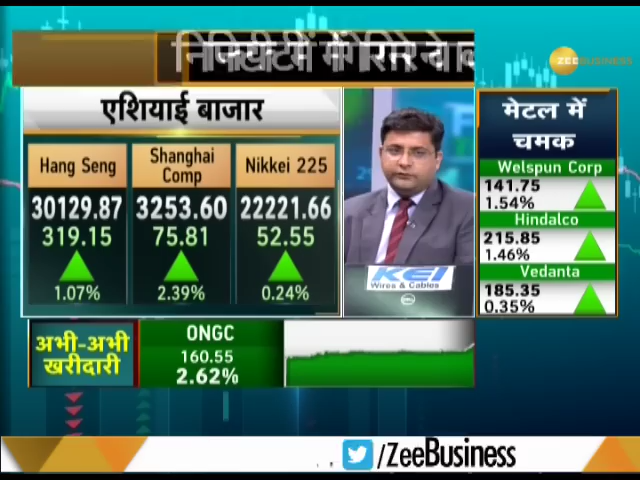 ZEEBUSINESS
एशियाई बाजार
Hang Seng
30129.87
319.15
1.07%
Shanghai
Comp
3253.60
75.81
2.39%
Nikkei 225
22221.66
52.55
0.24%
KEI
Wires & Cables
मेटल में
चमक
Welspun Corp
141.75
1.54%
Hindalco
215.85
1.46%
Vedanta
185.35
0.35%
अभी-अभी
खरीदारी
ONGC
160.55
2.62%
/ZeeBusiness